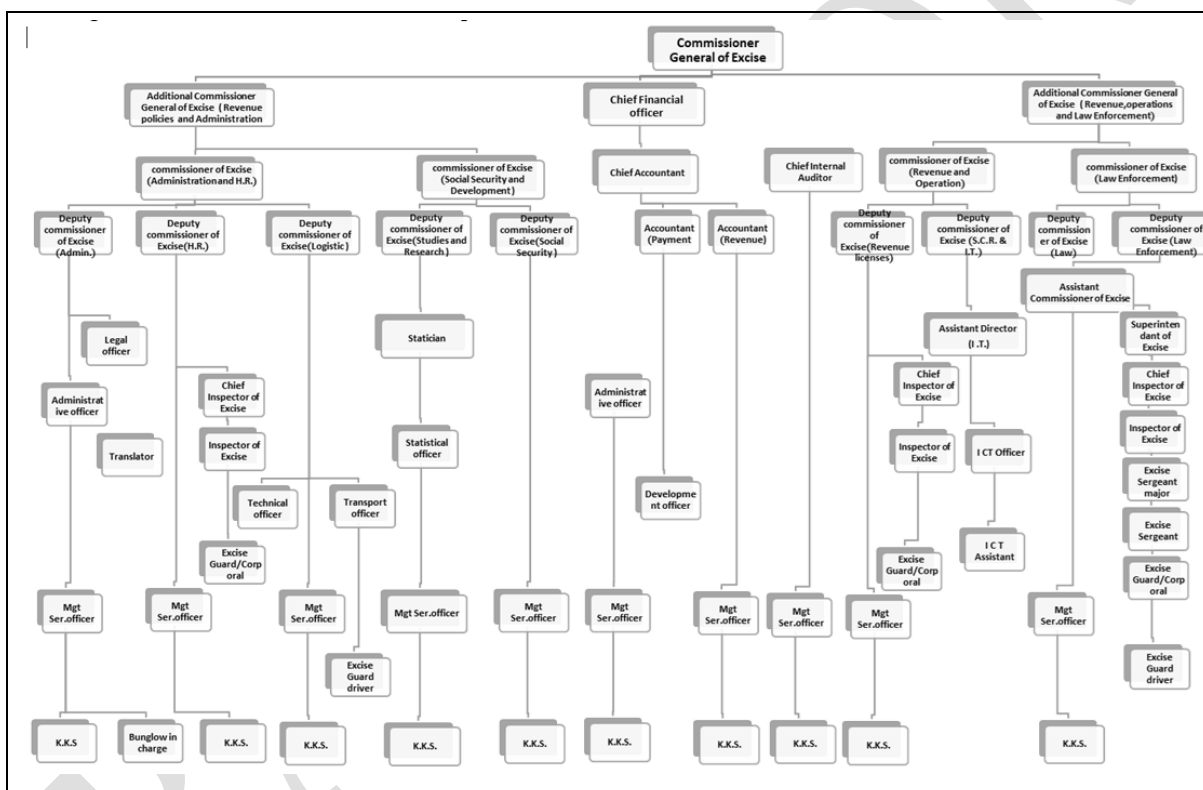 Commissioner
General of Excise
Additional Commissioner
General of Excise ( Revenue
policies and Administration
Chief Financial
officer
Additional Commissioner General
of Excise ( Revenue,operations
and Law Enforcement)
commissioner of Excise
(Administration and H.R.)
commissioner of Excise
(Social Security and
Development)
Chief Accountant
Chief Internal
Auditor
commissioner of Excise
(Revenue and
Operation)
commissioner of Excise
(Law Enforcement)
Deputy
commissioner
of Excise
(Admin.)
Deputy
commissioner of
Excise(H.R.)
Deputy
commissioner of
Excise(Logistic)
Deputy
commissioner of
Excise(Studies and
Research)
Deputy
commissioner of
Excise(Social
Security)
Accountant
(Payment
Accountant
(Revenue)
Deputy
commissioner
of
Excise(Revenue
licenses)
Deputy
commissioner of
Excise (S.C.R. &
I.T.)
Deputy
commission
er of Excise
(Law)
Deputy
commissioner of
Excise (Law
Enforcement)
Assistant
Commissioner of Excise
Legal
officer
Statician
Assistant Director
(I .T.)
Superinten
dant of
Excise
Administrat
ive officer
Chief
Inspector of
Excise
Administrat
ive officer
Chief
Inspector of
Excise
Chief
Inspector of
Excise
Translator
Inspector of
Excise
Statistical
officer
Inspector of
Excise
I CT Officer
Inspector of
Excise
Technical
officer
Transport
officer
Developme
nt officer
Excise
Sergeant
major
Excise
Guard/Corp
oral
Excise
Guard/Corp
oral
I C T
Assistant
Excise
Sergeant
Excise
Guard/Corp
oral
Mgt
Ser.officer
Mgt
Ser.officer
Mgt
Ser.officer
Mgt Ser.officer
Mgt
Ser.officer
Mgt
Ser.officer
Mgt
Ser.officer
Mgt
Ser.officer
Mgt
Ser.officer
Mgt
Ser.officer
Excise
Guard
driver
Excise
Guard
driver
K.K.S
Bunglow in
charge
K.K.S.
K.K.S.
K.K.S.
K.K.S.
K.K.S.
K.K.S.
K.K.S.
K.K.S.
K.K.S.